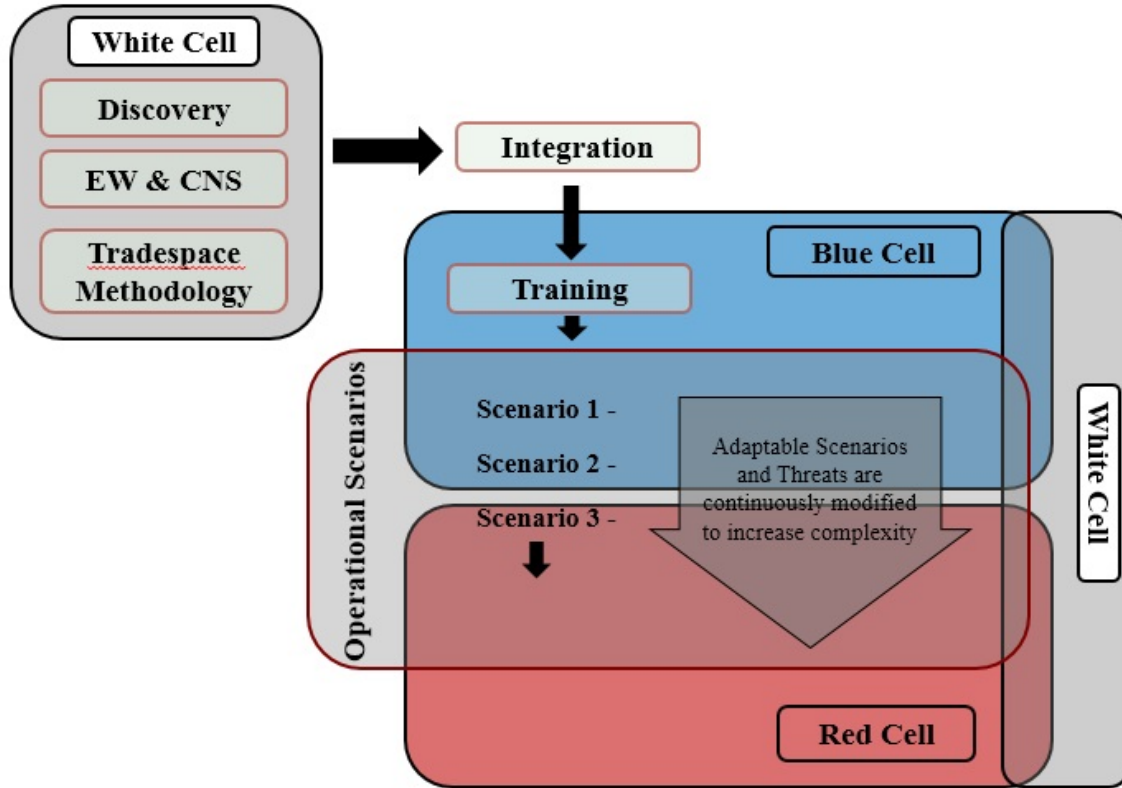 White Cell
Discovery
EW & CNS
Tradespace
Methodology
Integration
Blue Cell
Training
Operational Scenarios
Scenario 1 -
Scenario 2 -
Scenario 3 -
Adaptable Scenarios
and Threats are
continuously modified
to increase complexity
White Cell
Red Cell